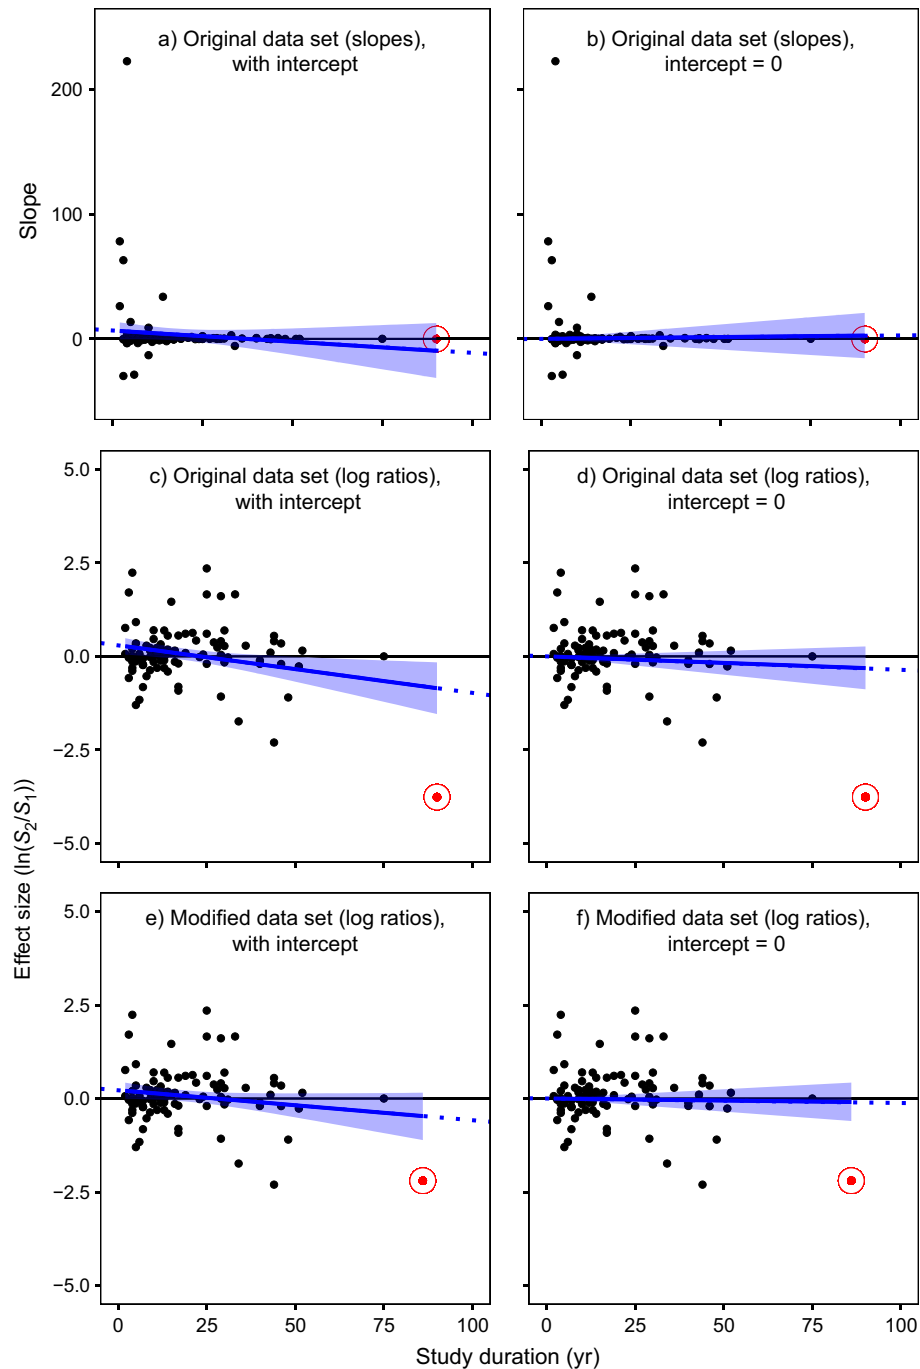 a) Original data set (slopes),
with intercept
b) Original data set (slopes),
intercept = 0
200
100
0
Slope
c) Original data set (log ratios),
with intercept
d) Original data set (log ratios),
intercept = 0
5.0
2.5
0.0
−2.5
−5.0
Effect size (ln(S₂/S₁))
e) Modified data set (log ratios),
with intercept
f) Modified data set (log ratios),
intercept = 0
5.0
2.5
0.0
−2.5
−5.0
0 25 50 75 100
0 25 50 75 100
Study duration (yr)